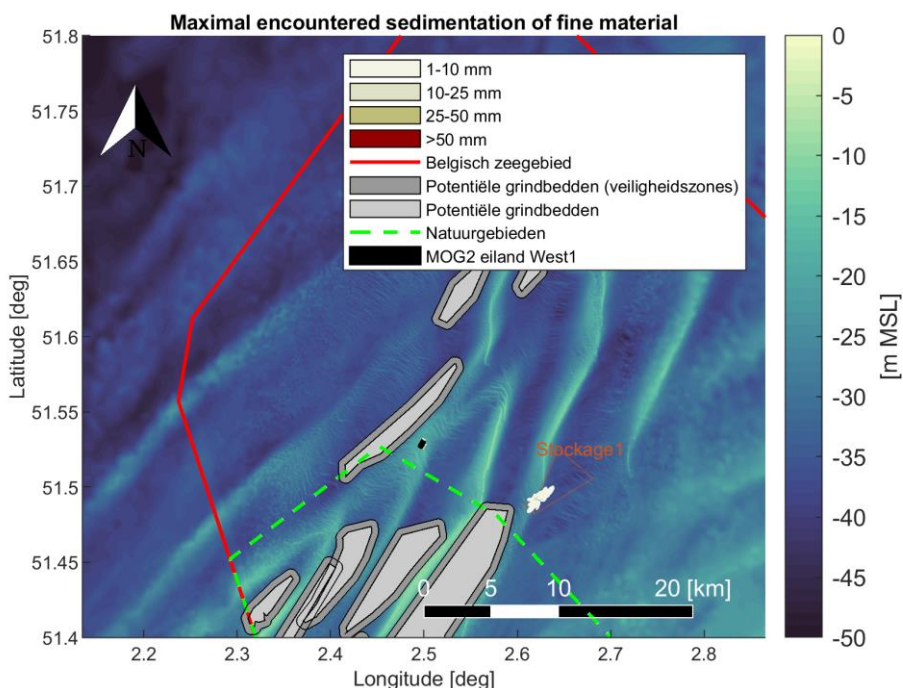 Maximal encountered sedimentation of fine material
51.8
51.75
51.7
51.65
51.6
51.55
51.5
51.45
51.4
Latitude [deg]
N
1-10 mm
10-25 mm
25-50 mm
>50 mm
Belgisch zeegebied
Potentiële grindbedden (veiligheidszones)
Potentiële grindbedden
Natuurgebieden
MOG2 eiland West1
Stockage1
0 5 10 20 [km]
2.2 2.3 2.4 2.5 2.6 2.7 2.8
Longitude [deg]
0
-5
-10
-15
-20
-25
-30
-35
-40
-45
-50
[m MSL]